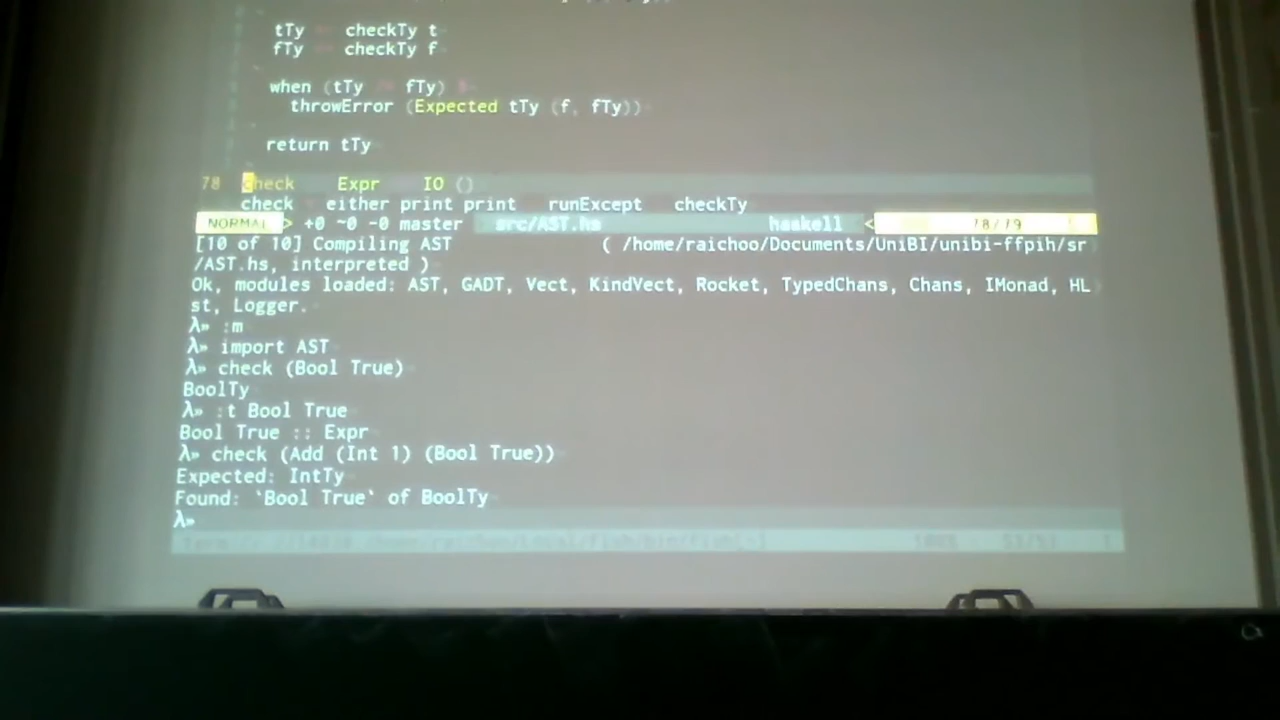 tTy checkTy t
fTy checkTy f
when (tTy fTy) $
throwError (Expected tTy (f, fTy))
return tTy
78 check Expr IO ()
check either print print runExcept checkTy
NORMAL > +0 ~0 -0 master src/AST.hs haskell < 78/79
[10 of 10] Compiling AST ( /home/raichoo/Documents/UniBI/unibi-ffpih/sr
/AST.hs, interpreted )
Ok, modules loaded: AST, GADT, Vect, KindVect, Rocket, TypedChans, Chans, IMonad, HL
st, Logger.
λ» :m
λ» import AST
λ» check (Bool True)
BoolTy
λ» :t Bool True
Bool True :: Expr
λ» check (Add (Int 1) (Bool True))
Expected: IntTy
Found: `Bool True` of BoolTy
λ»